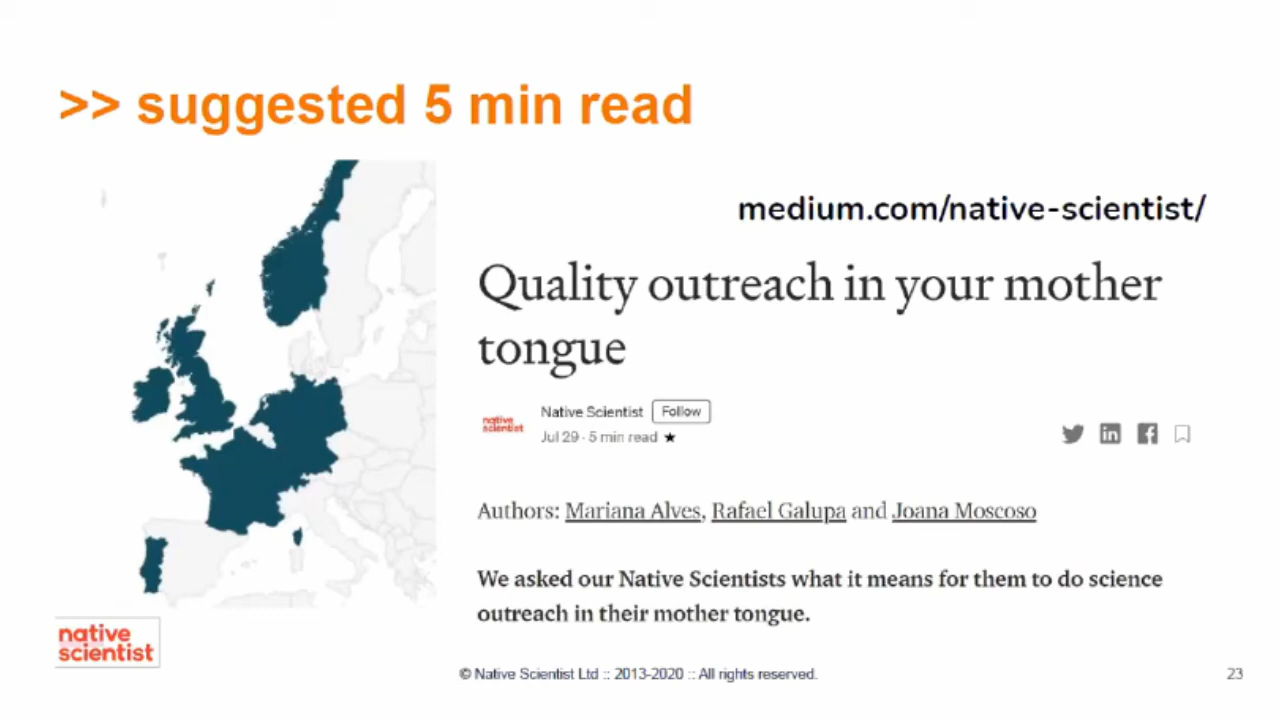 >> suggested 5 min read
medium.com/native-scientist/
Quality outreach in your mother
tongue
native
scientist
Native Scientist Follow
Jul 29 · 5 min read ★
Authors: Mariana Alves, Rafael Galupa and Joana Moscoso
We asked our Native Scientists what it means for them to do science
outreach in their mother tongue.
native
scientist
© Native Scientist Ltd :: 2013-2020 :: All rights reserved.
23